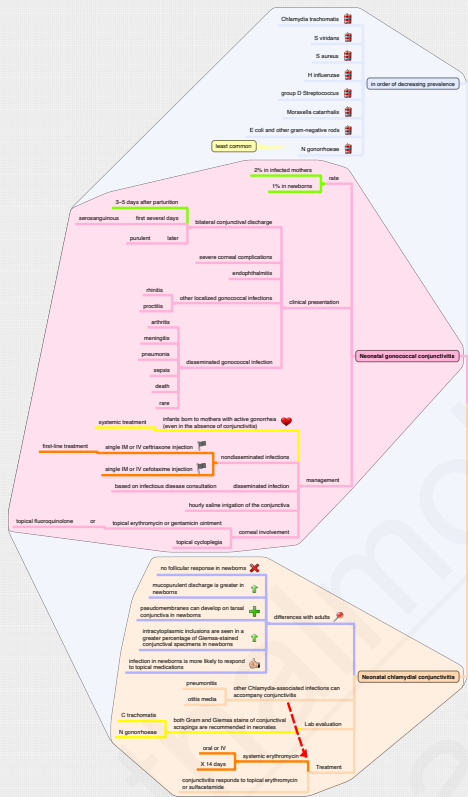 Chlamydia trachomatis
S viridans
S aureus
H influenzae
group D Streptococcus
Moraxella catarrhalis
E coli and other gram-negative rods
N gonorrhoeae
least common
in order of decreasing prevalence
Neonatal gonococcal conjunctivitis
rate
2% in infected mothers
1% in newborns
clinical presentation
bilateral conjunctival discharge
3–5 days after parturition
first several days
serosanguinous
later
purulent
severe corneal complications
endophthalmitis
other localized gonococcal infections
rhinitis
proctitis
disseminated gonococcal infection
arthritis
meningitis
pneumonia
sepsis
death
rare
management
infants born to mothers with active gonorrhea
(even in the absence of conjunctivitis)
systemic treatment
nondisseminated infections
single IM or IV ceftriaxone injection
first-line treatment
single IM or IV cefotaxime injection
disseminated infection
based on infectious disease consultation
hourly saline irrigation of the conjunctiva
corneal involvement
topical erythromycin or gentamicin ointment
or
topical fluoroquinolone
topical cycloplegia
Neonatal chlamydial conjunctivitis
differences with adults
no follicular response in newborns
mucopurulent discharge is greater in
newborns
pseudomembranes can develop on tarsal
conjunctiva in newborns
intracytoplasmic inclusions are seen in a
greater percentage of Giemsa-stained
conjunctival specimens in newborns
infection in newborns is more likely to respond
to topical medications
other Chlamydia-associated infections can
accompany conjunctivitis
pneumonitis
otitis media
Lab evaluation
both Gram and Giemsa stains of conjunctival
scrapings are recommended in neonates
C trachomatis
N gonorrhoeae
Treatment
systemic erythromycin
oral or IV
X 14 days
conjunctivitis responds to topical erythromycin
or sulfacetamide